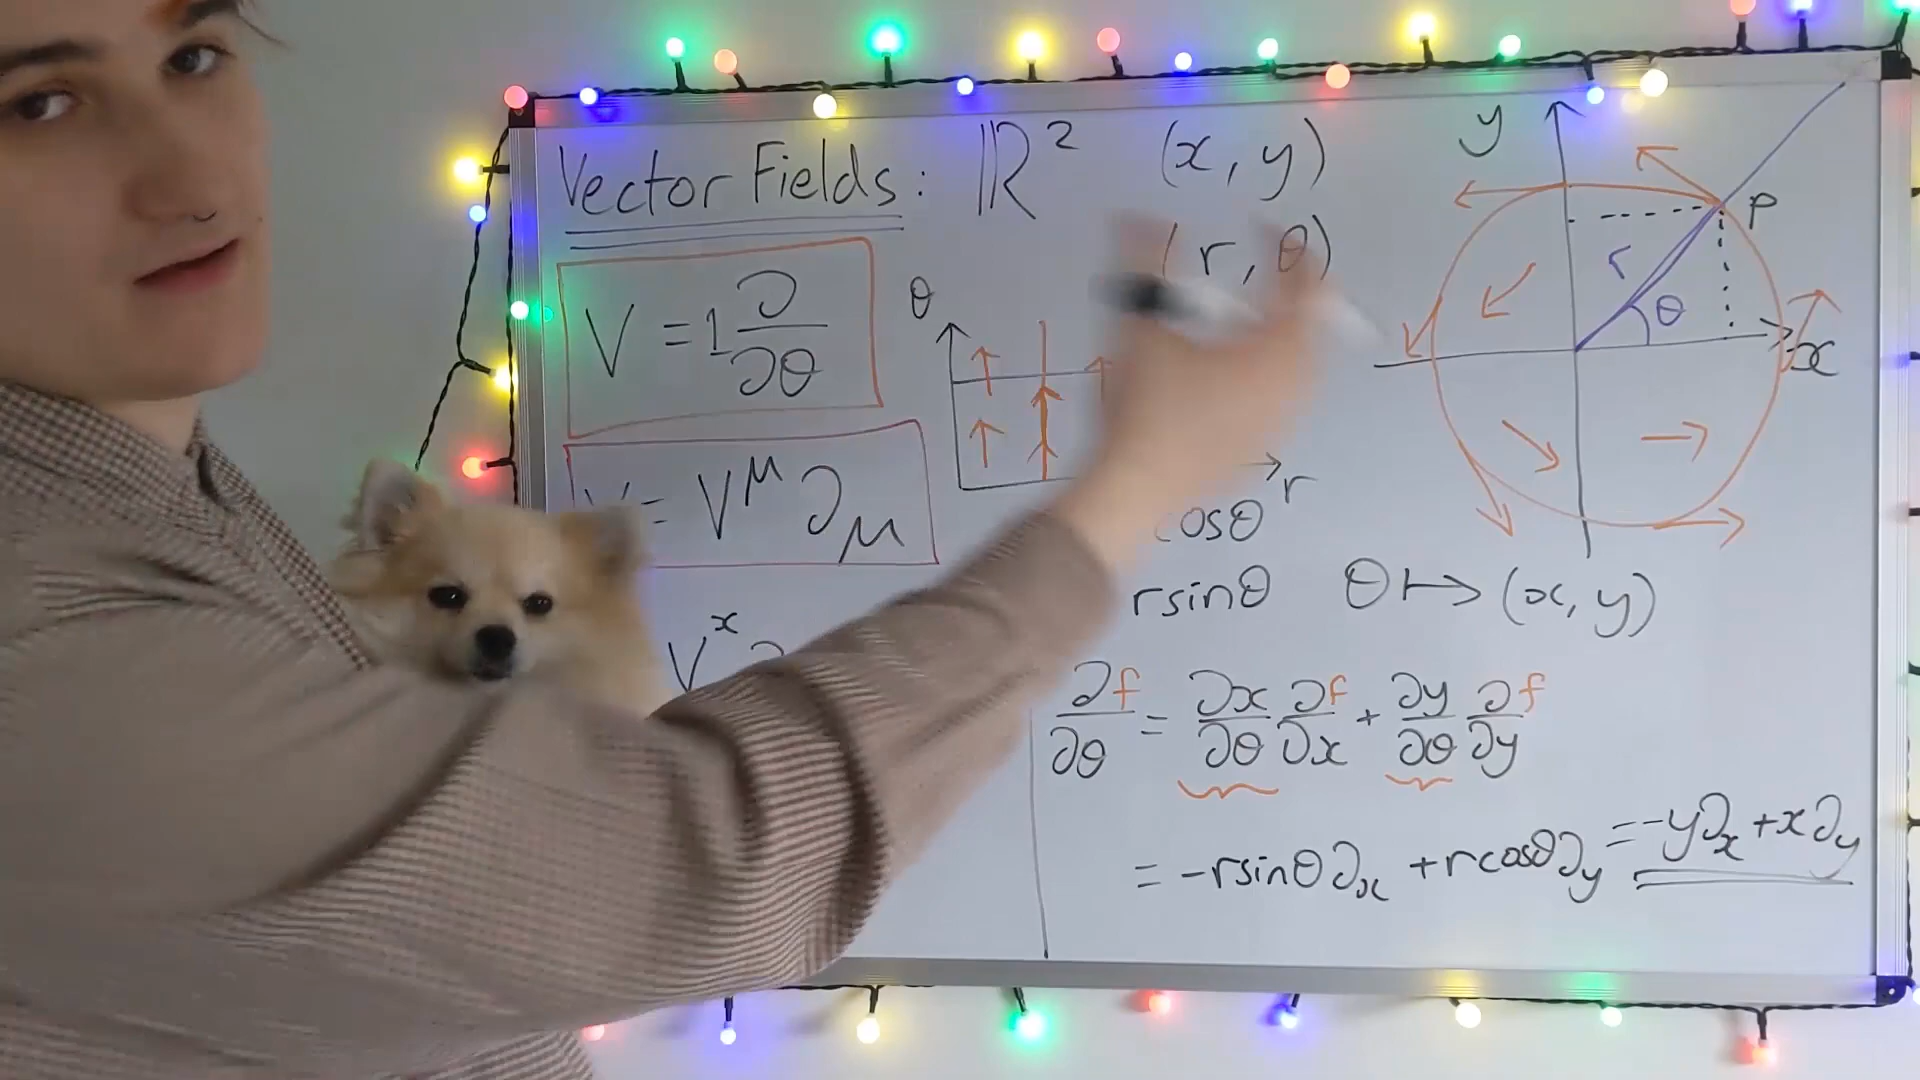 Vector Fields: ℝ² (x, y)
(r, θ)
V = 1 ∂/∂θ
V = V^μ ∂_μ
V^x
θ
r
cosθ
rsinθ θ ↦ (x, y)
∂f/∂θ = ∂x/∂θ ∂f/∂x + ∂y/∂θ ∂f/∂y
= -rsinθ ∂_x + rcosθ ∂_y = -y∂_x + x∂_y
y
P
r
θ
x